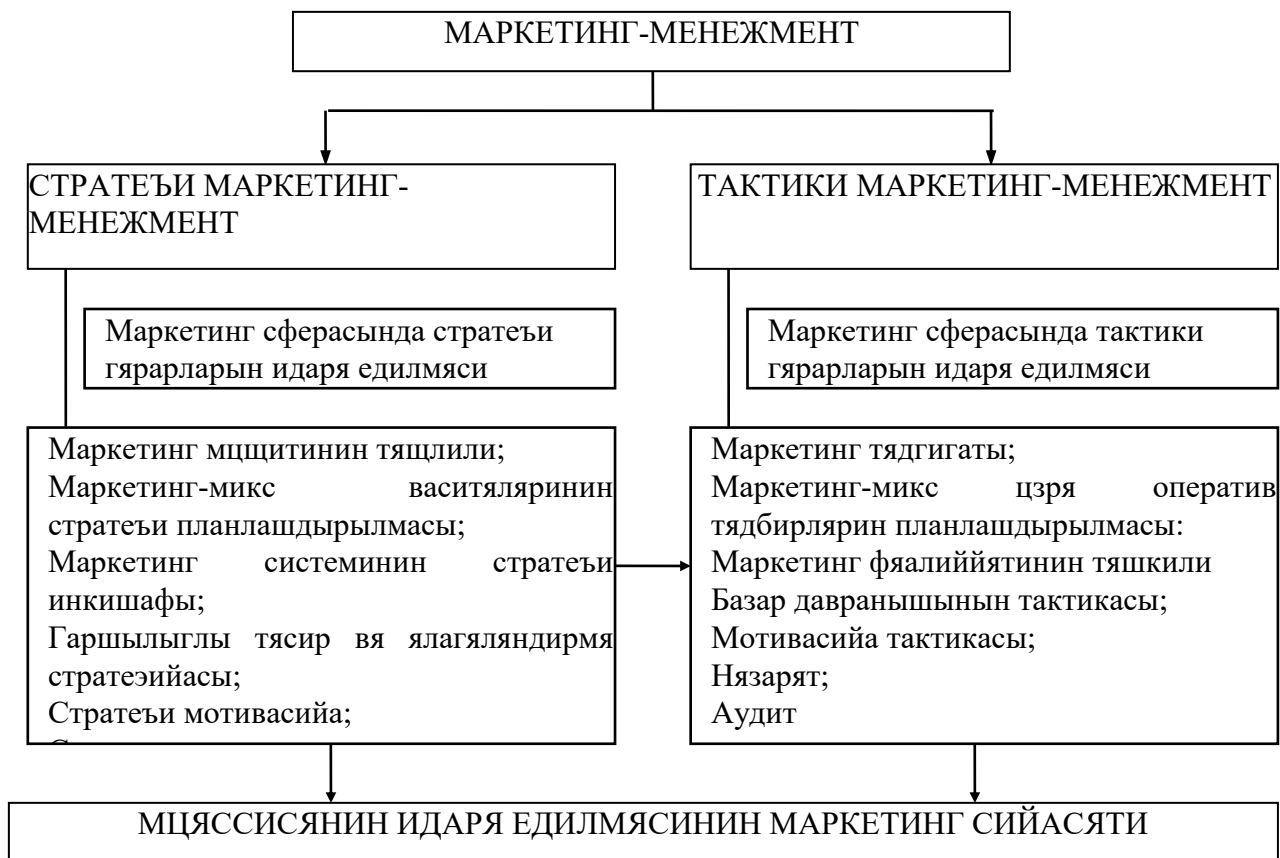 МАРКЕТИНГ-МЕНЕЖМЕНТ
СТРАТЕЪИ МАРКЕТИНГ-
МЕНЕЖМЕНТ
ТАКТИКИ МАРКЕТИНГ-МЕНЕЖМЕНТ
Маркетинг сферасында стратеъи
гярарларын идаря едилмяси
Маркетинг сферасында тактики
гярарларын идаря едилмяси
Маркетинг мцщитинин тящлили;
Маркетинг-микс васитяляринин
стратеъи планлашдырылмасы;
Маркетинг системинин стратеъи
инкишафы;
Гаршылыглы тясир вя ялагяляндирмя
стратеэийасы;
Стратеъи мотивасийа;
Маркетинг тядгигаты;
Маркетинг-микс цзря оператив
тядбирлярин планлашдырылмасы:
Маркетинг фяалиййятинин тяшкили
Базар давранышынын тактикасы;
Мотивасийа тактикасы;
Нязарят;
Аудит
МЦЯССИСЯНИН ИДАРЯ ЕДИЛМЯСИНИН МАРКЕТИНГ СИЙАСЯТИ